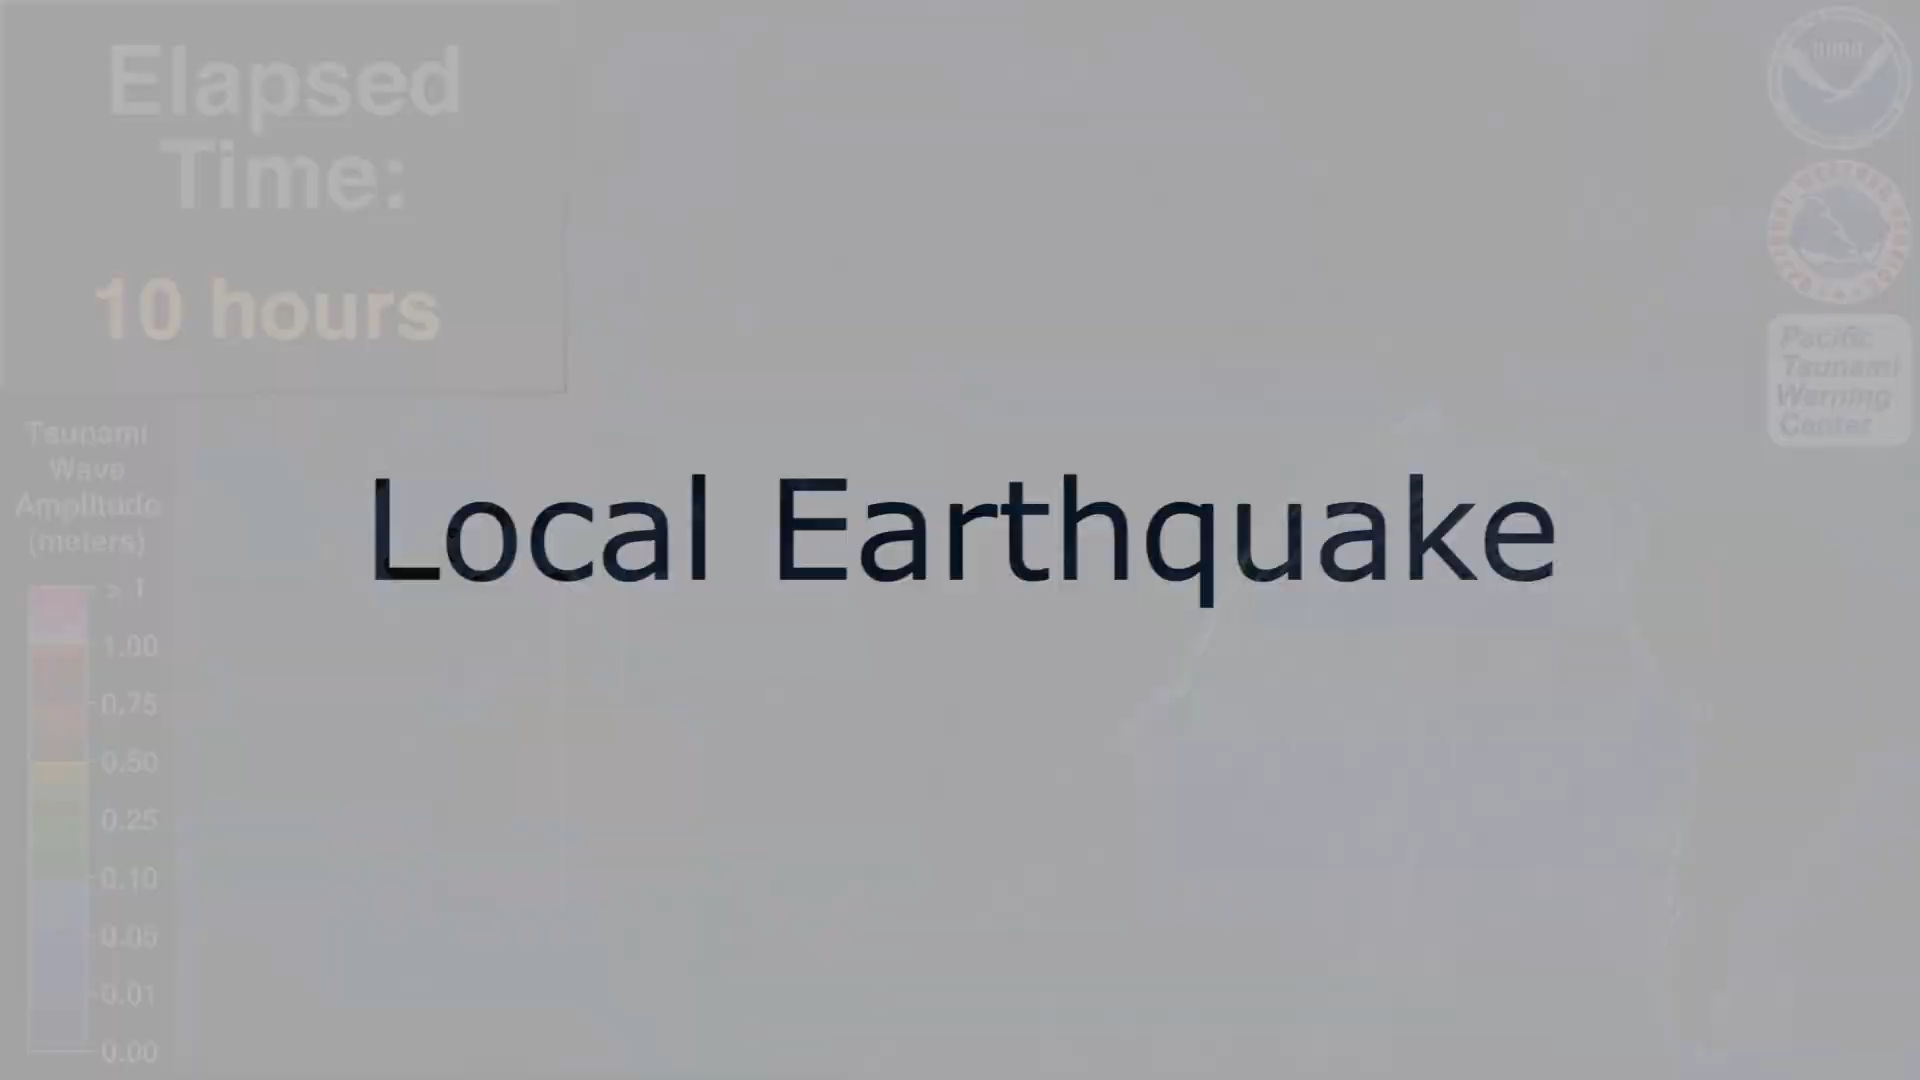 Elapsed
Time:
10 hours
Tsunami
Wave
Amplitude
(meters)
> 1
1.00
0.75
0.50
0.25
0.10
0.05
0.01
0.00
Local Earthquake
Pacific
Tsunami
Warning
Center